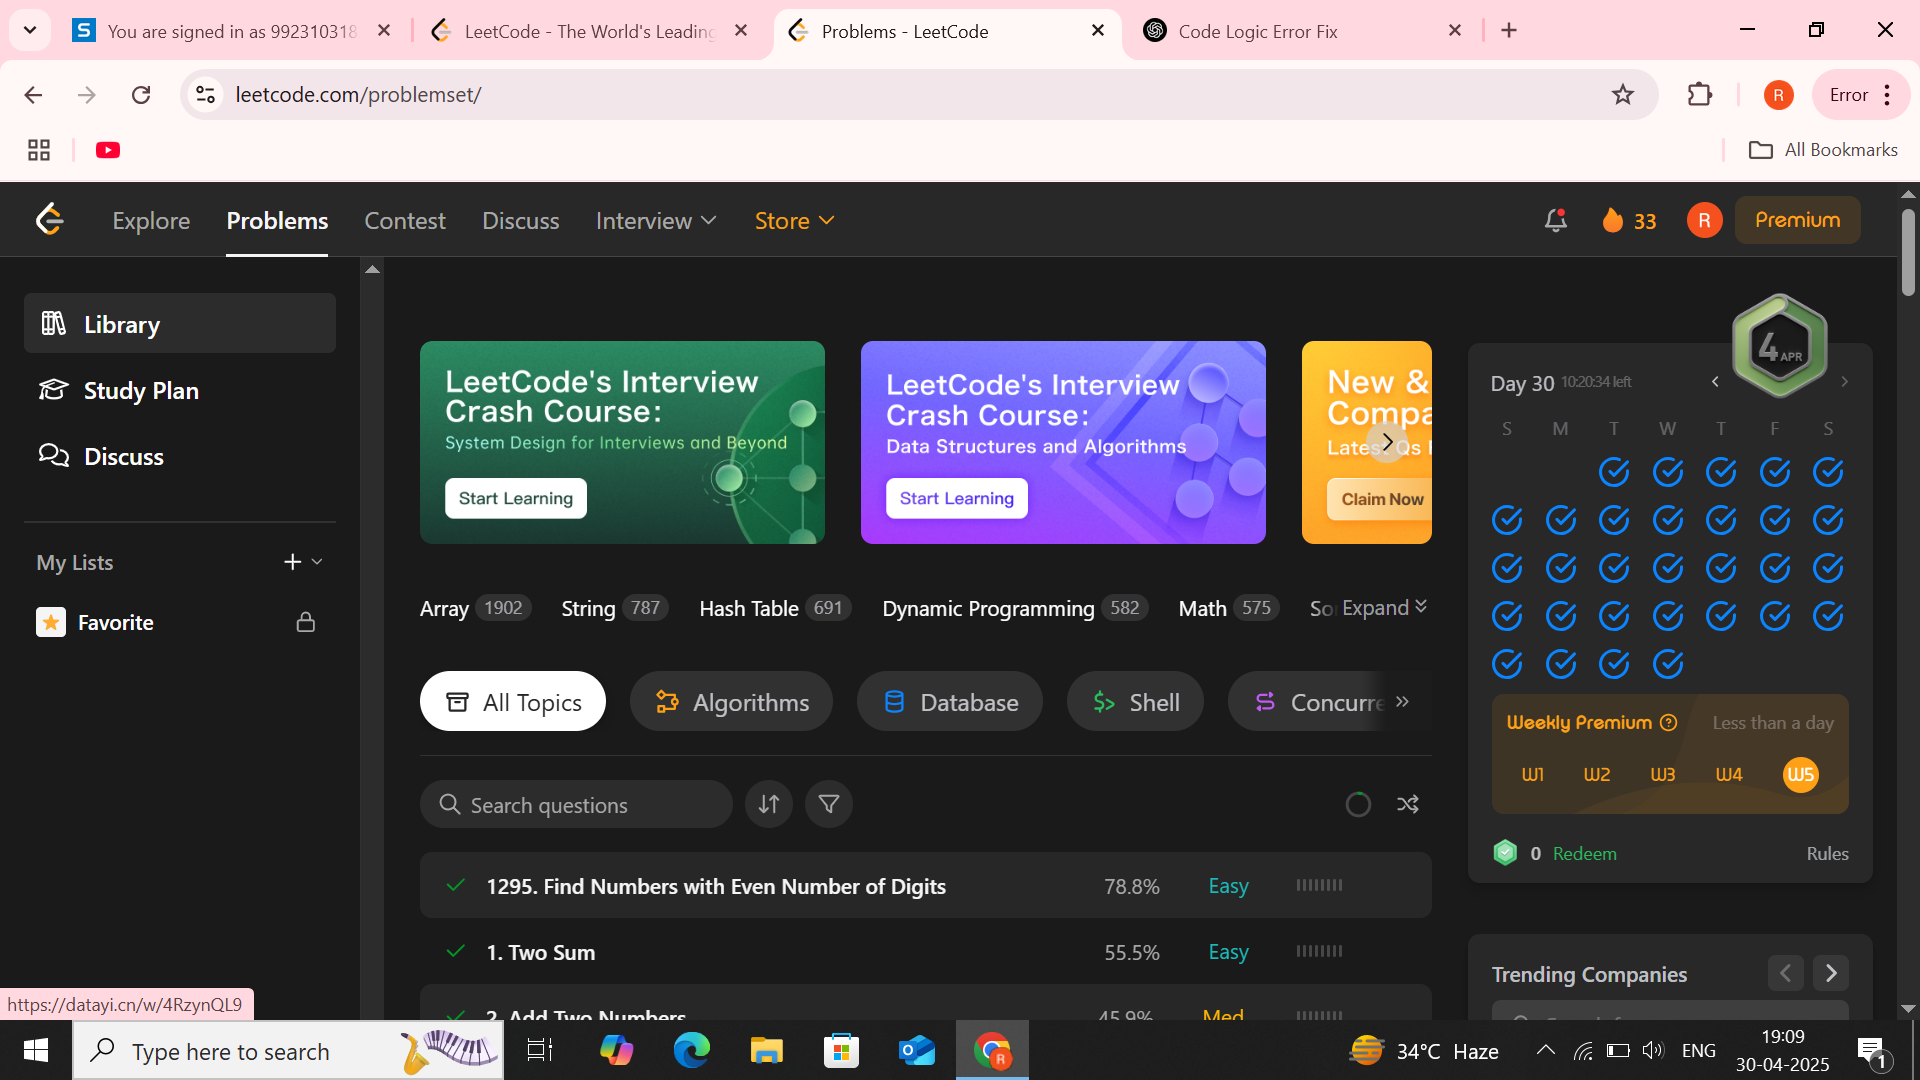 You are signed in as 992310318
LeetCode - The World's Leading
Problems - LeetCode
Code Logic Error Fix
leetcode.com/problemset/
R
Error
All Bookmarks
Explore
Problems
Contest
Discuss
Interview
Store
33
R
Premium
Library
Study Plan
Discuss
My Lists
Favorite
LeetCode's Interview
Crash Course:
System Design for Interviews and Beyond
Start Learning
LeetCode's Interview
Crash Course:
Data Structures and Algorithms
Start Learning
New &
Compa
Latest Qs
Claim Now
Array 1902 String 787 Hash Table 691 Dynamic Programming 582 Math 575 So Expand
All Topics Algorithms Database Shell Concurre
Search questions
1295. Find Numbers with Even Number of Digits 78.8% Easy
1. Two Sum 55.5% Easy
2. Add Two Numbers 45.9% Med.
4 APR
Day 30 10:20:34 left
S M T W T F S
Weekly Premium Less than a day
W1 W2 W3 W4 W5
0 Redeem Rules
Trending Companies
https://datayi.cn/w/4RzynQL9
Type here to search
34°C Haze
ENG
19:09
30-04-2025
1